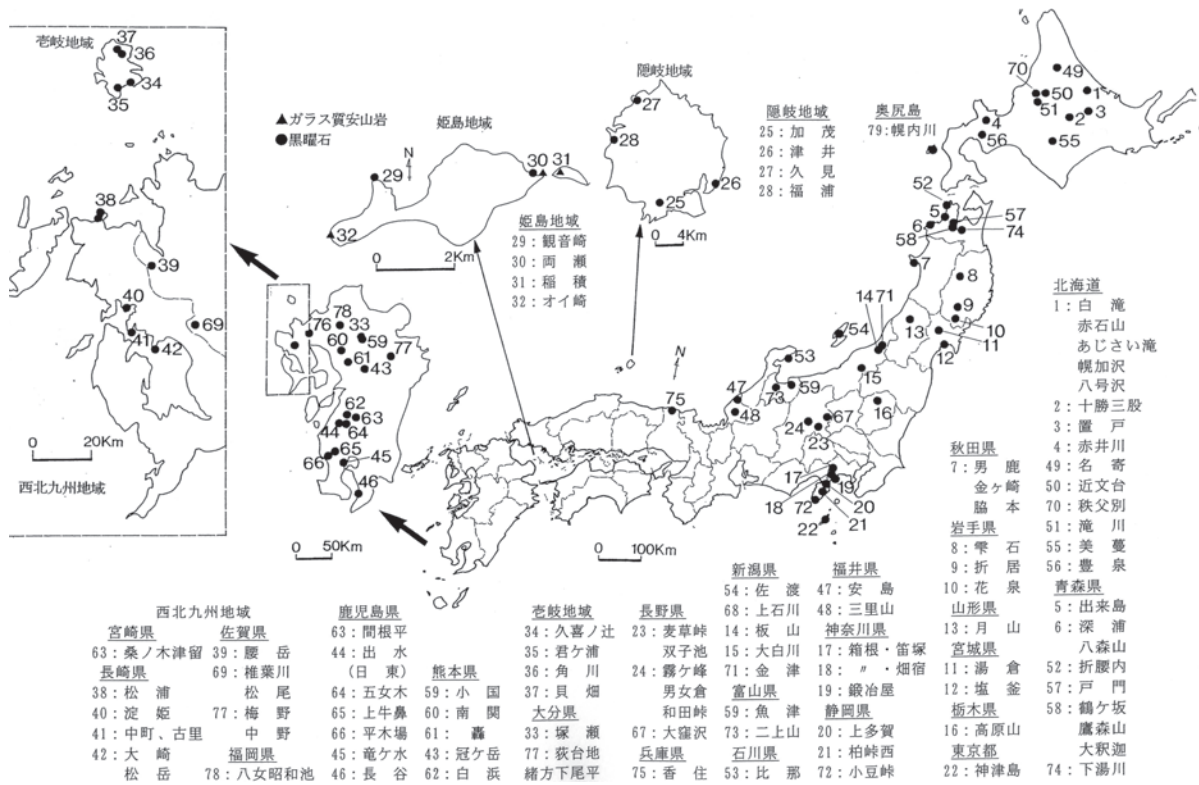 壱岐地域
37
36
34
35
38
39
40
41
42
69
0 20Km
西北九州地域
▲ガラス質安山岩
●黒曜石
姫島地域
N
29
30 31
32
0 2Km
姫島地域
29：観音崎
30：両 瀬
31：稲 積
32：オイ崎
隠岐地域
27
28
26
25
0 4Km
隠岐地域
25：加 茂
26：津 井
27：久 見
28：福 浦
奥尻島
79：幌内川
49
70 50 1
51 2 3
4
56 55
52
5 57
6
58 74
7
8
9
10
11
12
13
14 71
54
15
16
53
59
73
47
48
67
24
23
75
N
17
19
18 20
72 21
22
78
76 33
59
60 77
61
43
62
63
44 64
65
66 45
46
0 50Km
0 100Km
北海道
1：白 滝
赤石山
あじさい滝
幌加沢
八号沢
2：十勝三股
3：置 戸
4：赤井川
49：名 寄
50：近文台
70：秩父別
51：滝 川
55：美 蔓
56：豊 泉
青森県
5：出来島
6：深 浦
八森山
52：折腰内
57：戸 門
58：鶴ケ坂
鷹森山
大釈迦
74：下湯川
秋田県
7：男 鹿
金ヶ崎
脇 本
岩手県
8：雫 石
9：折 居
10：花 泉
山形県
13：月 山
宮城県
11：湯 倉
12：塩 釜
栃木県
16：高原山
東京都
22：神津島
新潟県
54：佐 渡
68：上石川
14：板 山
15：大白川
71：金 津
富山県
59：魚 津
73：二上山
石川県
53：比 那
福井県
47：安 島
48：三里山
神奈川県
17：箱根・笛塚
18： 〃 ・畑宿
19：鍛冶屋
静岡県
20：上多賀
21：柏峠西
72：小豆峠
長野県
23：麦草峠
双子池
24：霧ケ峰
男女倉
和田峠
67：大窪沢
兵庫県
75：香 住
壱岐地域
34：久喜ノ辻
35：君ケ浦
36：角 川
37：貝 畑
大分県
33：塚 瀬
77：荻台地
緒方下尾平
熊本県
59：小 国
60：南 関
61： 轟
43：冠ケ岳
62：白 浜
鹿児島県
63：間根平
44：出 水
(日 東)
64：五女木
65：上牛鼻
66：平木場
45：竜ケ水
46：長 谷
西北九州地域
宮崎県
63：桑ノ木津留
長崎県
38：松 浦
40：淀 姫
41：中町、古里
42：大 崎
松 岳
佐賀県
39：腰 岳
69：椎葉川
松 尾
77：梅 野
中 野
福岡県
78：八女昭和池